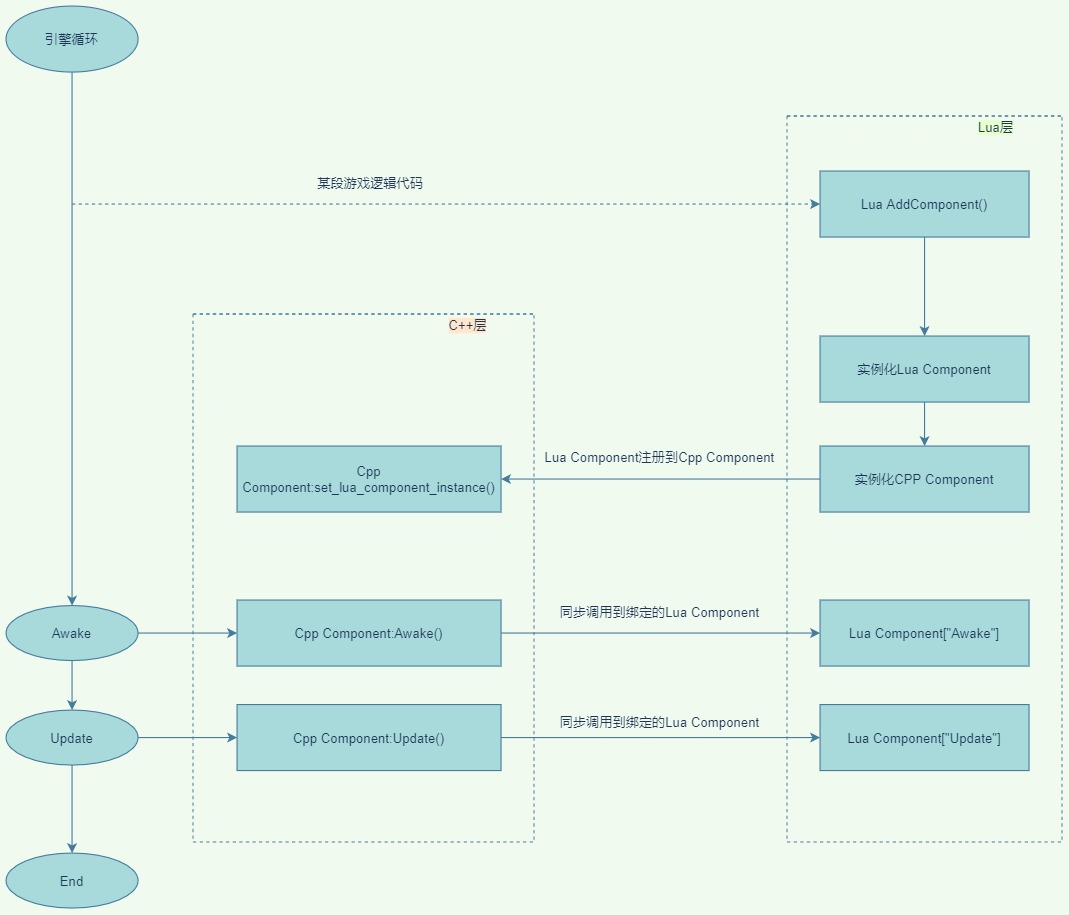 引擎循环
Lua层
某段游戏逻辑代码
Lua AddComponent()
C++层
实例化Lua Component
Lua Component注册到Cpp Component
Cpp
Component:set_lua_component_instance()
实例化CPP Component
同步调用到绑定的Lua Component
Awake
Cpp Component:Awake()
Lua Component["Awake"]
同步调用到绑定的Lua Component
Update
Cpp Component:Update()
Lua Component["Update"]
End